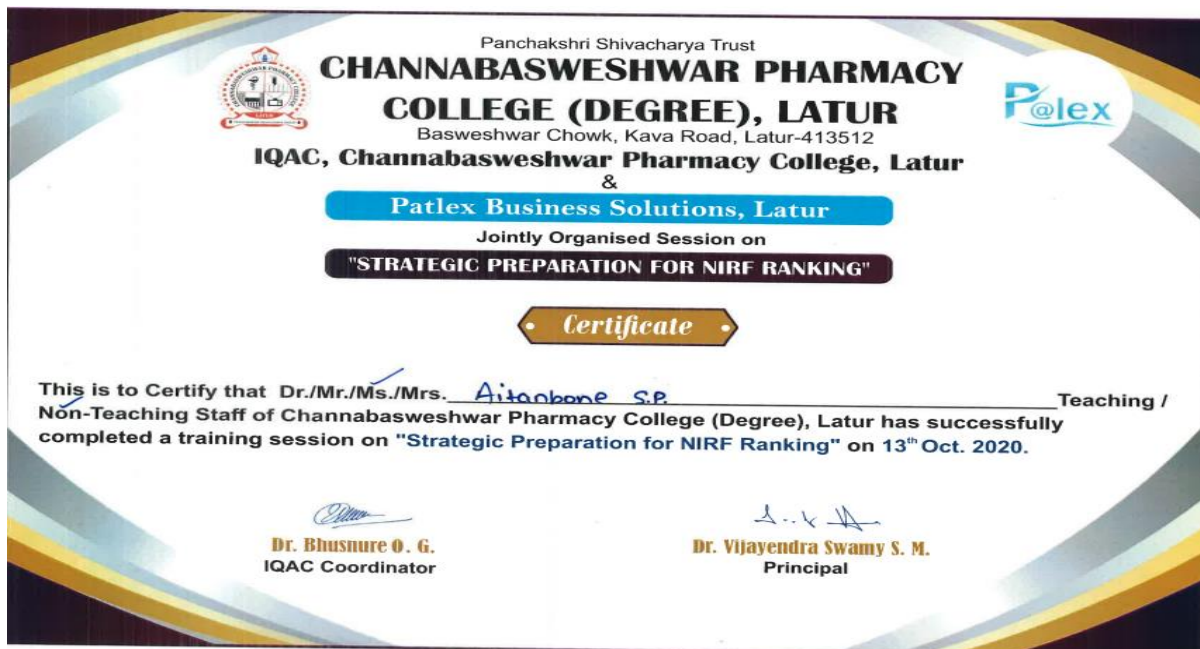 Panchakshri Shivacharya Trust
CHANNABASWESHWAR PHARMACY
COLLEGE (DEGREE), LATUR
Basweshwar Chowk, Kava Road, Latur-413512
IQAC, Channabasweshwar Pharmacy College, Latur
&
Patlex Business Solutions, Latur
Jointly Organised Session on
"STRATEGIC PREPARATION FOR NIRF RANKING"
Certificate
This is to Certify that Dr./Mr./Ms./Mrs. Aitanbone S.P. Teaching /
Non-Teaching Staff of Channabasweshwar Pharmacy College (Degree), Latur has successfully
completed a training session on "Strategic Preparation for NIRF Ranking" on 13th Oct. 2020.
Dr. Bhusnure O. G.
IQAC Coordinator
Dr. Vijayendra Swamy S. M.
Principal
P@lex
LATUR